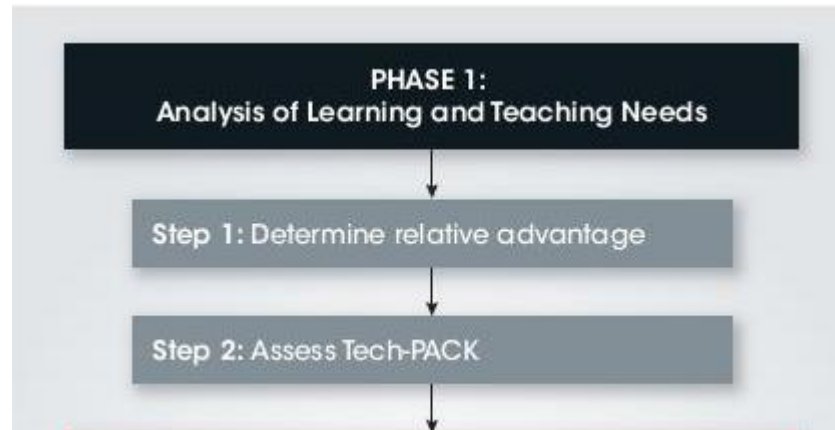 PHASE 1:
Analysis of Learning and Teaching Needs
Step 1: Determine relative advantage
Step 2: Assess Tech-PACK